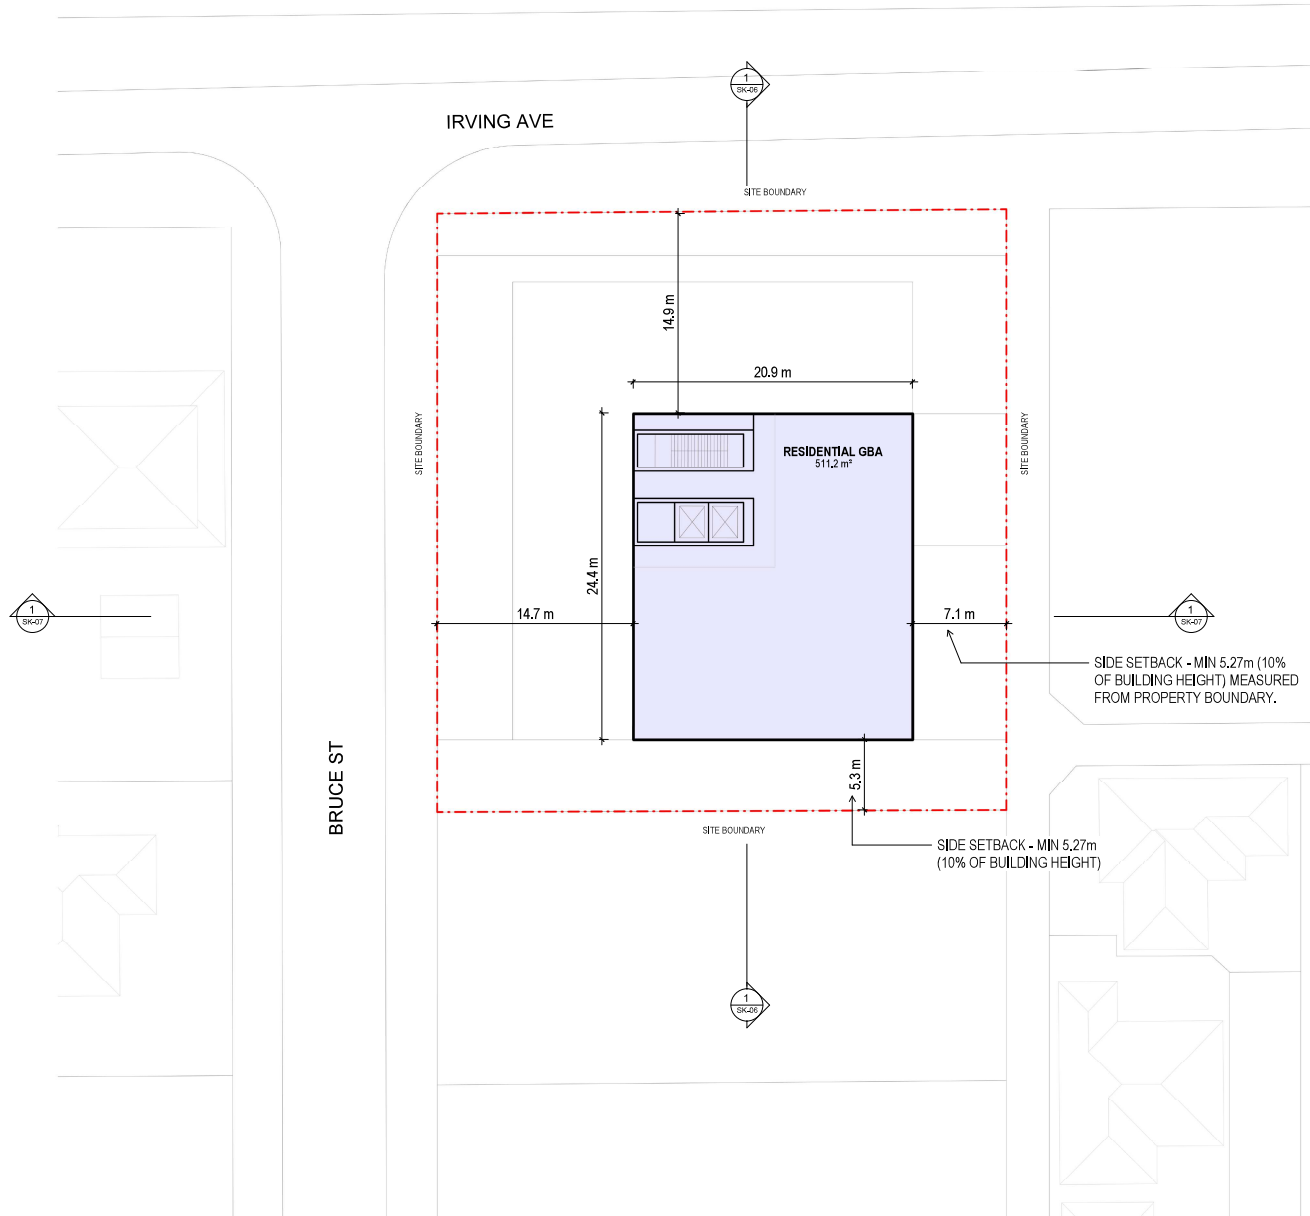 1
SK-06
IRVING AVE
SITE BOUNDARY
14.9 m
20.9 m
SITE BOUNDARY
SITE BOUNDARY
RESIDENTIAL GBA
511.2 m²
24.4 m
1
SK-07
14.7 m
7.1 m
1
SK-07
SIDE SETBACK - MIN 5.27m (10%
OF BUILDING HEIGHT) MEASURED
FROM PROPERTY BOUNDARY.
BRUCE ST
5.3 m
SITE BOUNDARY
SIDE SETBACK - MIN 5.27m
(10% OF BUILDING HEIGHT)
1
SK-06